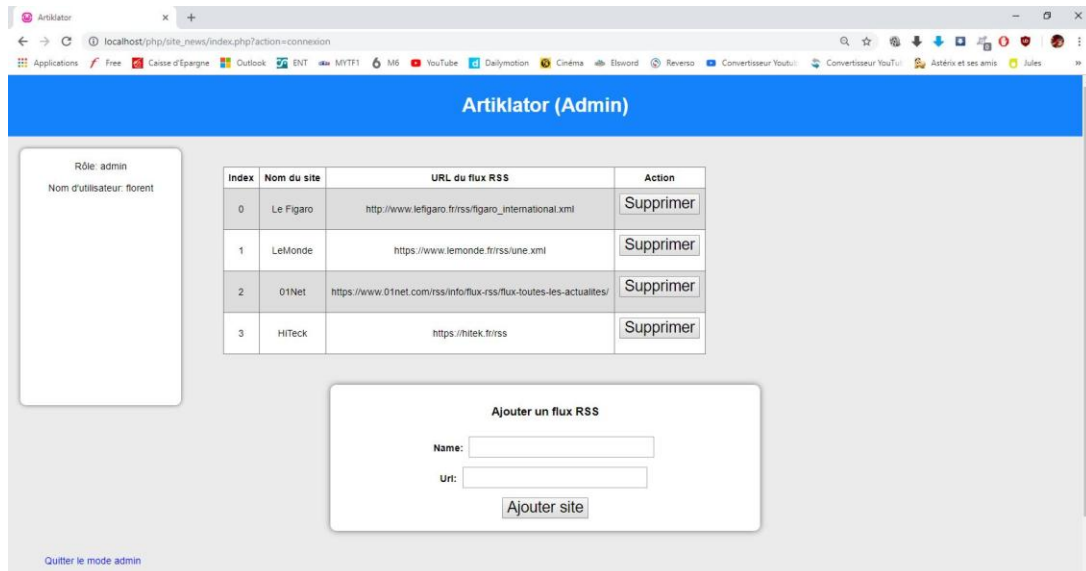 Artiklator
localhost/php/site_news/index.php?action=connexion
Applications Free Caisse d'Epargne Outlook ENT MYTF1 M6 YouTube Dailymotion Cinéma Elsword Reverso Convertisseur Youtub Convertisseur YouTu Astérix et ses amis Jules »
Artiklator (Admin)
Rôle: admin
Nom d'utilisateur: florent
Index Nom du site URL du flux RSS Action
0 Le Figaro http://www.lefigaro.fr/rss/figaro_international.xml Supprimer
1 LeMonde https://www.lemonde.fr/rss/une.xml Supprimer
2 01Net https://www.01net.com/rss/info/flux-rss/flux-toutes-les-actualites/ Supprimer
3 HiTeck https://hitek.fr/rss Supprimer
Ajouter un flux RSS
Name:
Url:
Ajouter site
Quitter le mode admin